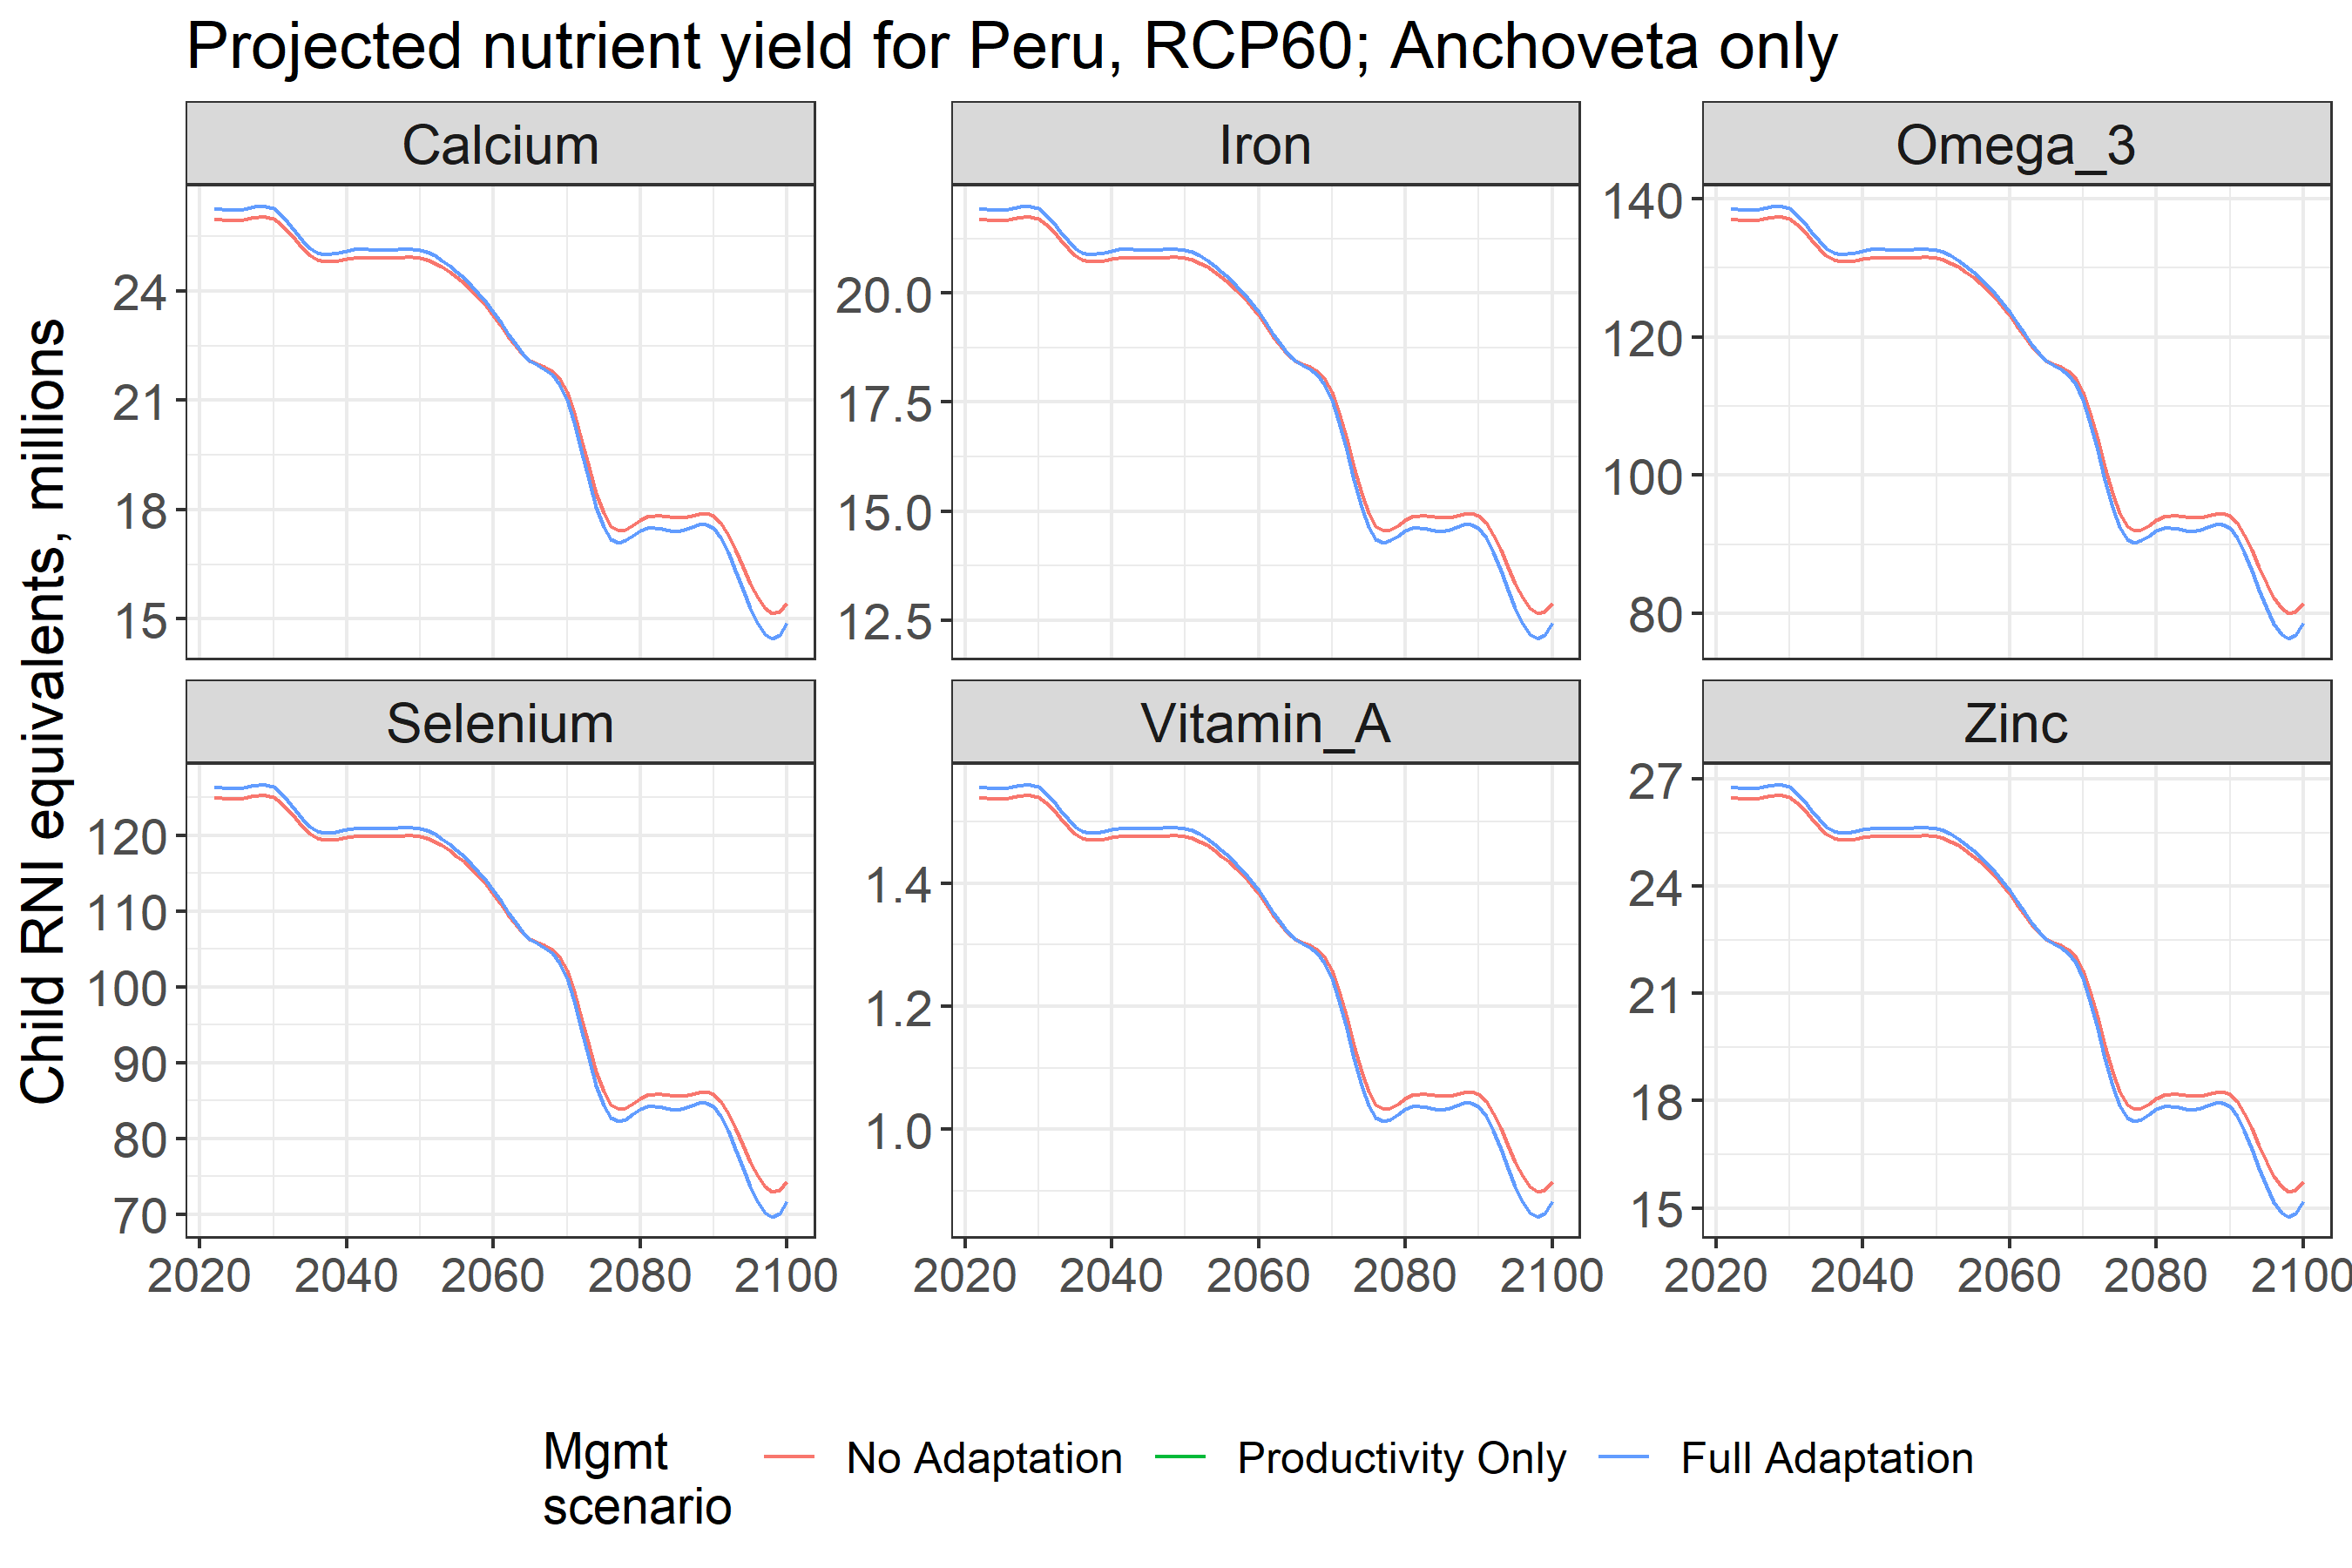 Projected nutrient yield for Peru, RCP60; Anchoveta only
Child RNI equivalents, millions
Calcium
24
21
18
15
Iron
20.0
17.5
15.0
12.5
Omega_3
140
120
100
80
Selenium
120
110
100
90
80
70
2020 2040 2060 2080 2100
Vitamin_A
1.4
1.2
1.0
2020 2040 2060 2080 2100
Zinc
27
24
21
18
15
2020 2040 2060 2080 2100
Mgmt
scenario
No Adaptation
Productivity Only
Full Adaptation